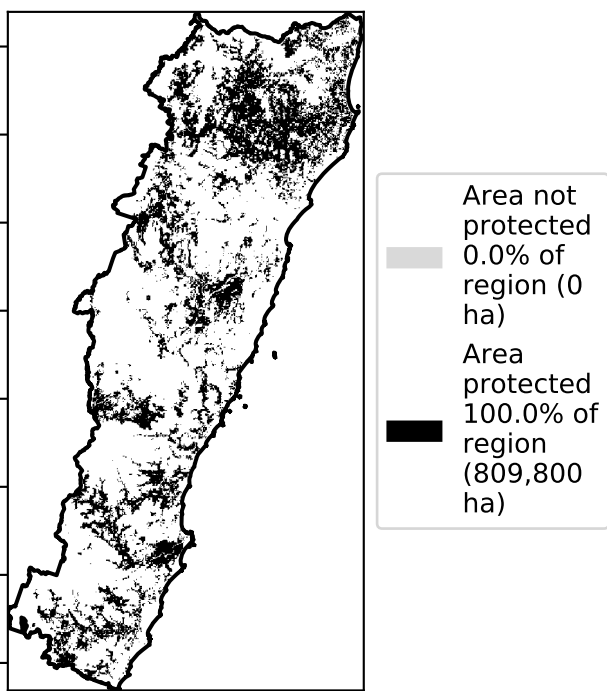 Area not
protected
0.0% of
region (0
ha)
Area
protected
100.0% of
region
(809,800
ha)